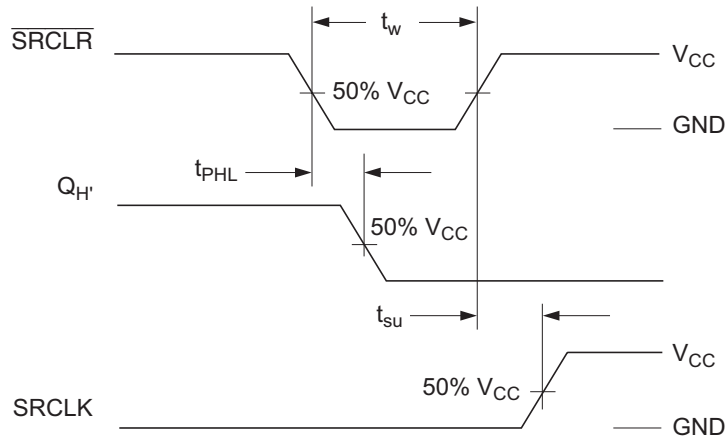 SRCLR
t_w
V_CC
50% V_CC
GND
t_PHL
Q_H'
50% V_CC
t_su
V_CC
50% V_CC
SRCLK
GND